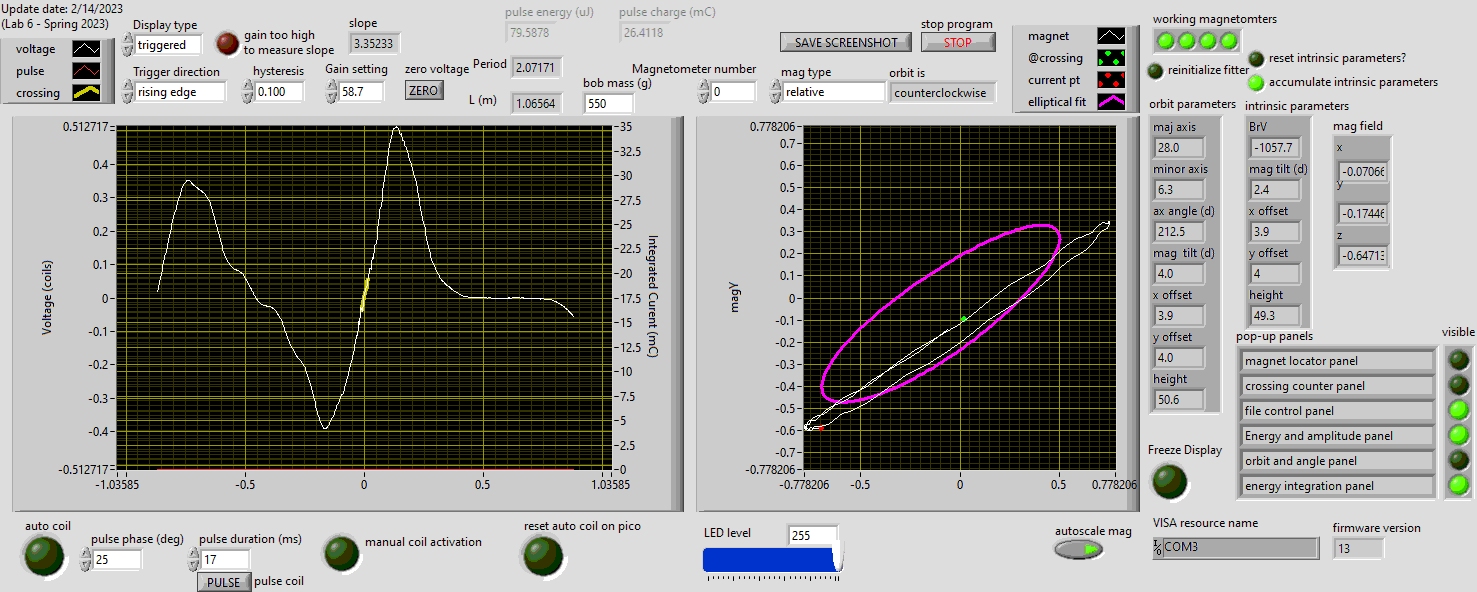 Update date: 2/14/2023
(Lab 6 - Spring 2023)
voltage
pulse
crossing
Display type
triggered
gain too high
to measure slope
slope
3.35233
Trigger direction
rising edge
hysteresis
0.100
Gain setting
58.7
zero voltage
ZERO
pulse energy (uJ)
79.5878
pulse charge (mC)
26.4118
Period
2.07171
L (m)
1.06564
bob mass (g)
550
Magnetometer number
0
mag type
relative
orbit is
counterclockwise
SAVE SCREENSHOT
stop program
STOP
magnet
@crossing
current pt
elliptical fit
working magnetomters
reinitialize fitter
reset intrinsic parameters?
accumulate intrinsic parameters
Voltage (coils)
0.512717
0.4
0.3
0.2
0.1
0
-0.1
-0.2
-0.3
-0.4
-0.512717
-1.03585
-0.5
0
0.5
1.03585
35
32.5
30
27.5
25
22.5
20
17.5
15
12.5
10
7.5
5
2.5
0
Integrated Curent (mC)
magy
0.778206
0.7
0.6
0.5
0.4
0.3
0.2
0.1
0
-0.1
-0.2
-0.3
-0.4
-0.5
-0.6
-0.7
-0.778206
-0.778206
-0.5
0
0.5
0.778206
orbit parameters
maj axis
28.0
minor axis
6.3
ax angle (d)
212.5
mag tilt (d)
4.0
x offset
3.9
y offset
4.0
height
50.6
intrinsic parameters
BrV
-1057.7
mag tilt (d)
2.4
x offset
3.9
y offset
4
height
49.3
mag field
x
-0.07066
y
-0.17446
z
-0.64713
pop-up panels
visible
magnet locator panel
crossing counter panel
file control panel
Energy and amplitude panel
orbit and angle panel
energy integration panel
Freeze Display
auto coil
pulse phase (deg)
25
pulse duration (ms)
17
PULSE
pulse coil
manual coil activation
reset auto coil on pico
LED level
255
autoscale mag
VISA resource name
COM3
firmware version
13